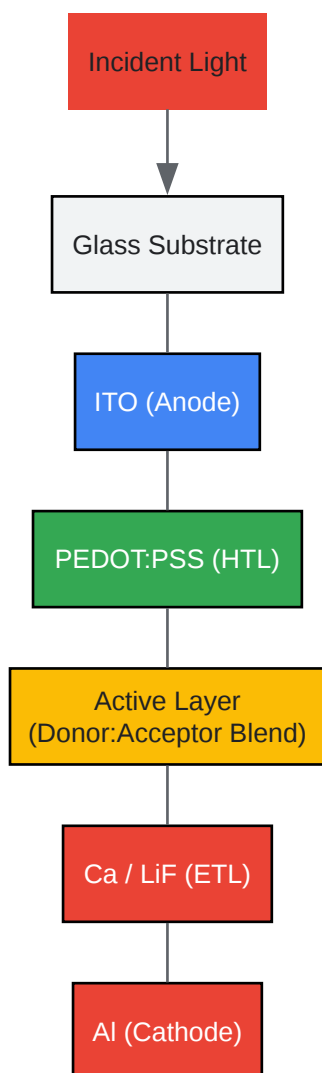 Incident Light
Glass Substrate
ITO (Anode)
PEDOT:PSS (HTL)
Active Layer
(Donor:Acceptor Blend)
Ca / LiF (ETL)
Al (Cathode)